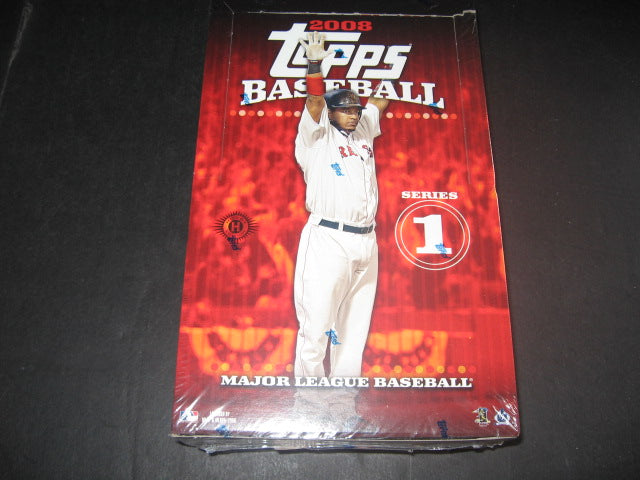 2008
Topps
BASEBALL
SERIES
1
H
MAJOR LEAGUE BASEBALL